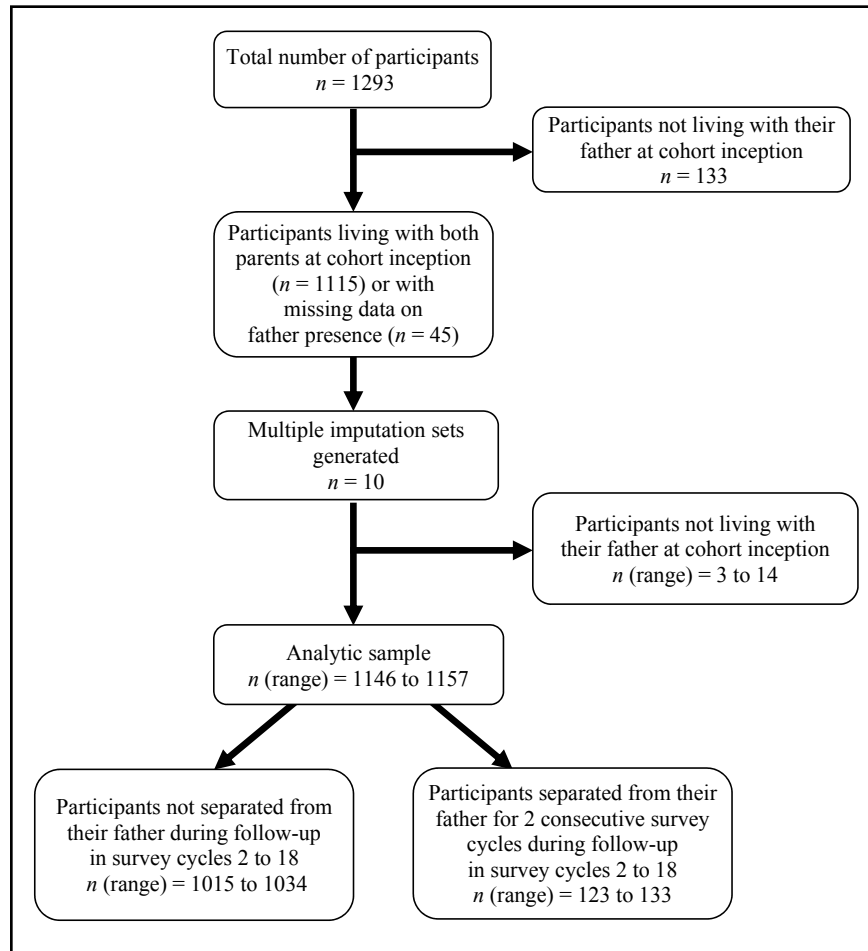 Total number of participants
n = 1293
Participants not living with their
father at cohort inception
n = 133
Participants living with both
parents at cohort inception
(n = 1115) or with
missing data on
father presence (n = 45)
Multiple imputation sets
generated
n = 10
Participants not living with
their father at cohort inception
n (range) = 3 to 14
Analytic sample
n (range) = 1146 to 1157
Participants not separated from
their father during follow-up
in survey cycles 2 to 18
n (range) = 1015 to 1034
Participants separated from their
father for 2 consecutive survey
cycles during follow-up
in survey cycles 2 to 18
n (range) = 123 to 133